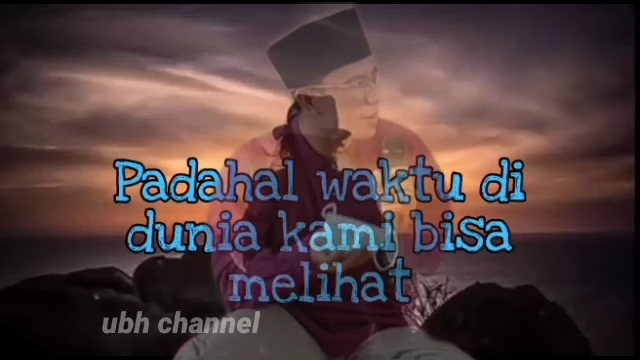 Padahal waktu di
dunia kami bisa
melihat
ubh channel